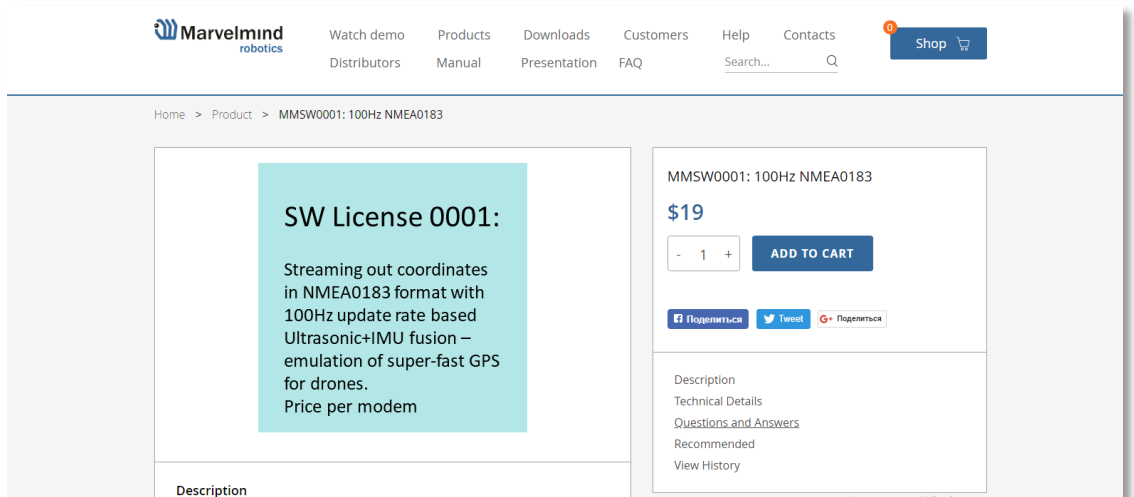 Marvelmind
robotics
Watch demo Products Downloads Customers Help Contacts
Distributors Manual Presentation FAQ Search...
0
Shop
Home > Product > MMSW0001: 100Hz NMEA0183
SW License 0001:
Streaming out coordinates
in NMEA0183 format with
100Hz update rate based
Ultrasonic+IMU fusion –
emulation of super-fast GPS
for drones.
Price per modem
Description
MMSW0001: 100Hz NMEA0183
$19
- 1 +
ADD TO CART
Поделиться Tweet G+ Поделиться
Description
Technical Details
Questions and Answers
Recommended
View History